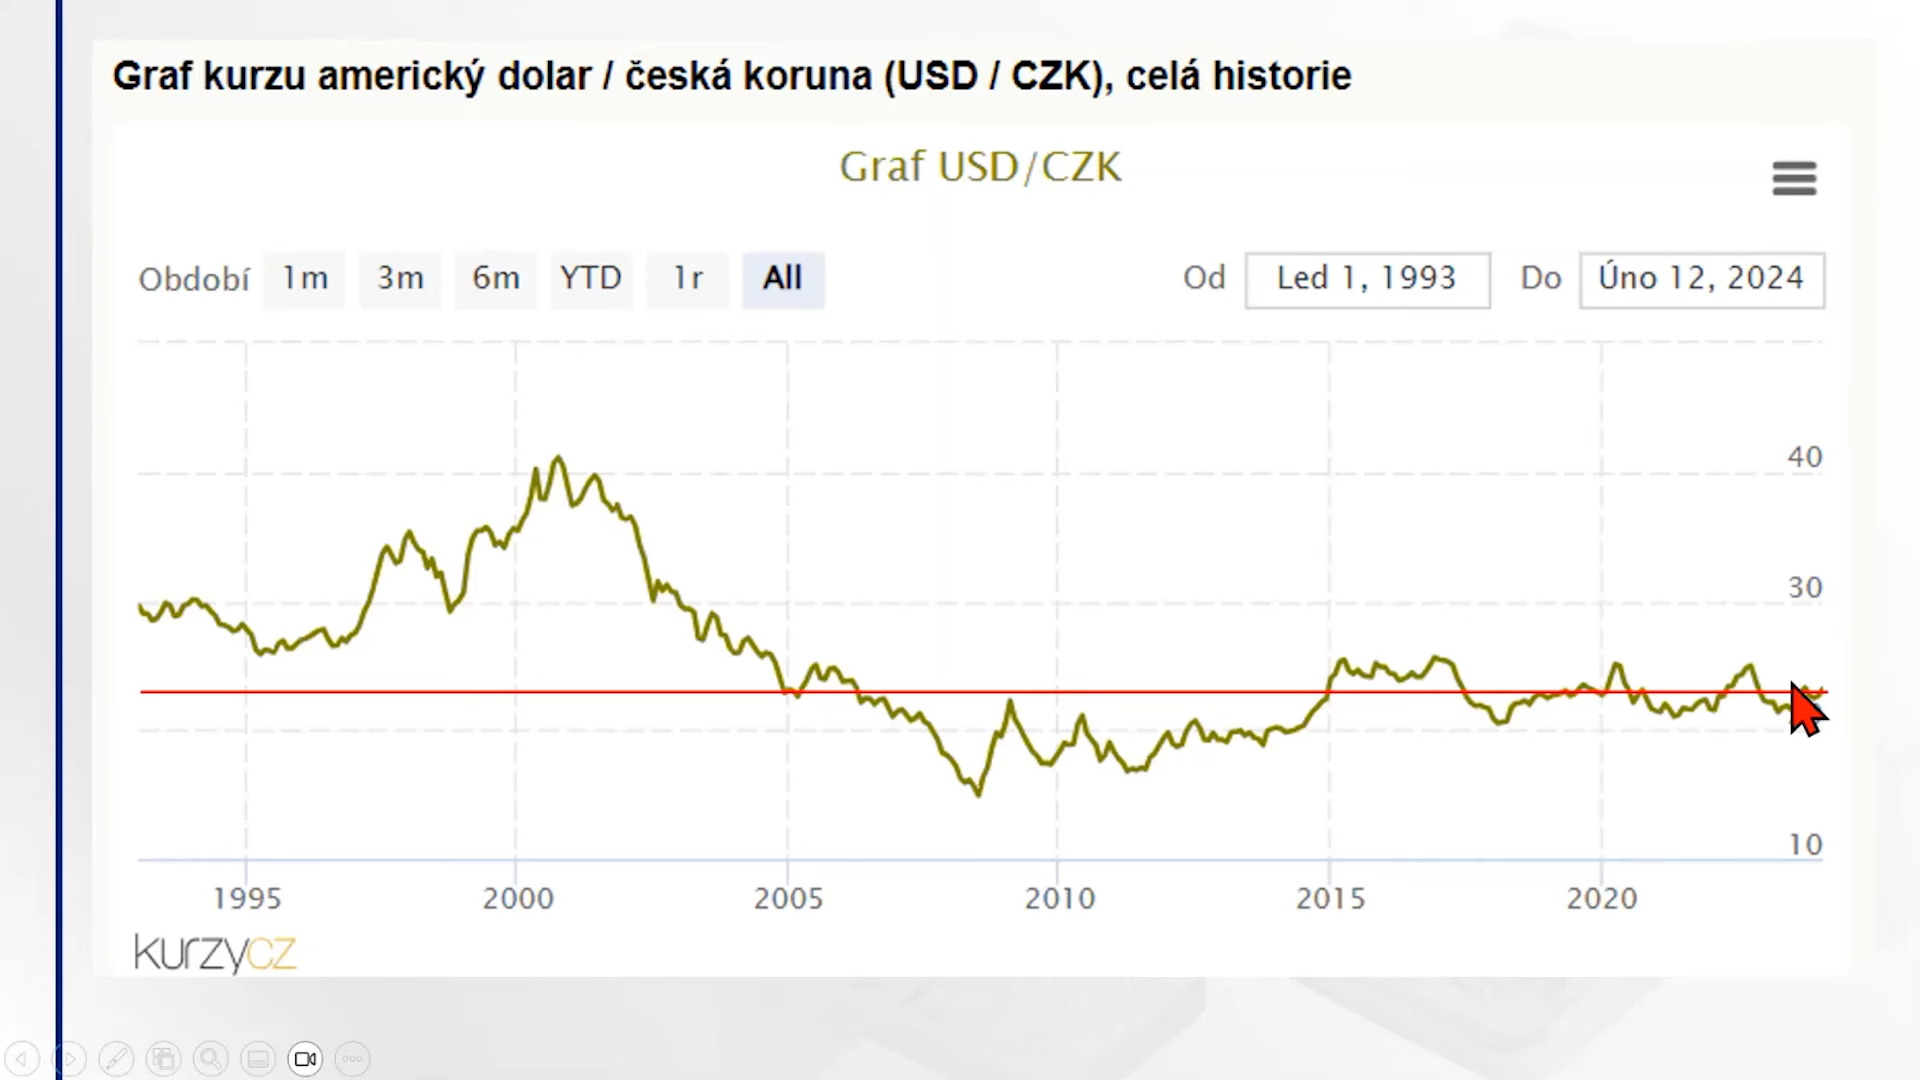 Graf kurzu americký dolar / česká koruna (USD / CZK), celá historie
Graf USD/CZK
Období 1m 3m 6m YTD 1r All Od Led 1, 1993 Do Úno 12, 2024
40
30
10
1995 2000 2005 2010 2015 2020
kurzycz